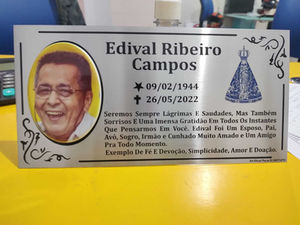 Edival Ribeiro
Campos
★ 09/02/1944
✝ 26/05/2022
Seremos Sempre Lágrimas E Saudades, Mas Também
Sorrisos E Uma Imensa Gratidão Em Todos Os Instantes
Que Pensarmos Em Você. Edival Foi Um Esposo, Pai,
Avô, Sogro, Irmão e Cunhado Muito Amado e Um Amigo
Pra Todo Momento.
Exemplo De Fé E Devoção, Simplicidade, Amor E Doação.